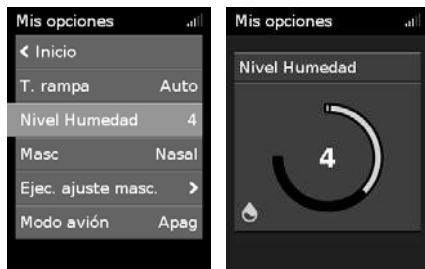 Mis opciones
< Inicio
T. rampa Auto
Nivel Humedad 4
Masc Nasal
Ejec. ajuste masc. >
Modo avión Apag
Mis opciones
Nivel Humedad
4